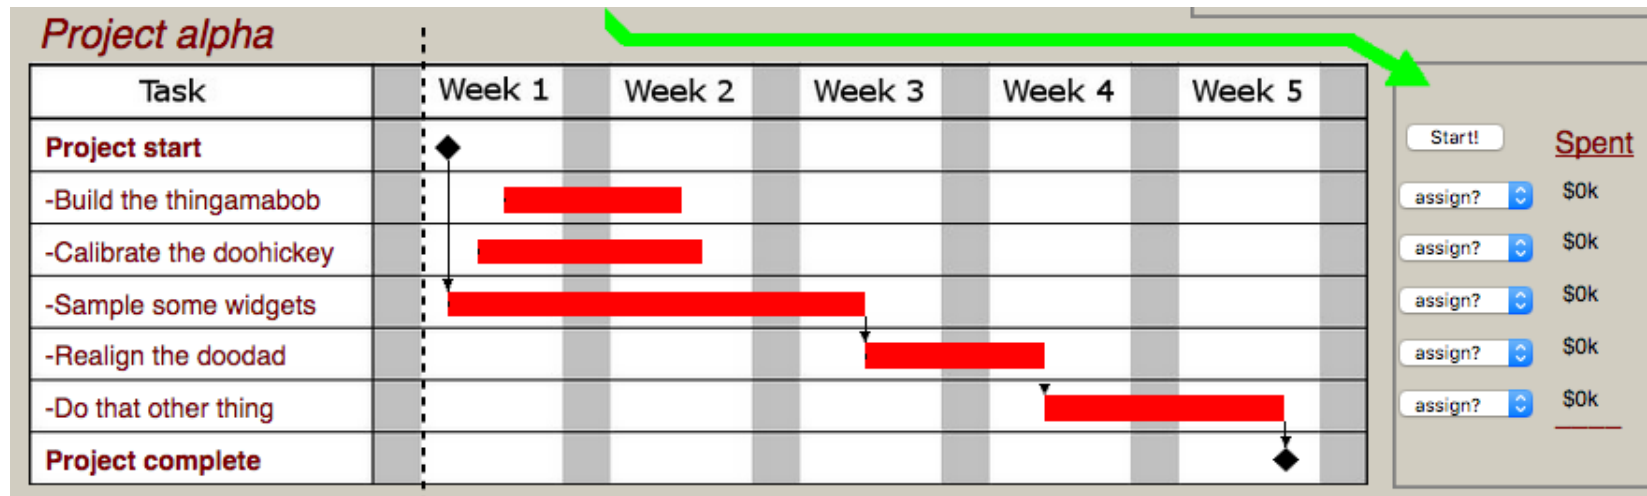 Project alpha
Task Week 1 Week 2 Week 3 Week 4 Week 5
Project start Start! Spent
-Build the thingamabob assign? $0k
-Calibrate the doohickey assign? $0k
-Sample some widgets assign? $0k
-Realign the doodad assign? $0k
-Do that other thing assign? $0k
Project complete